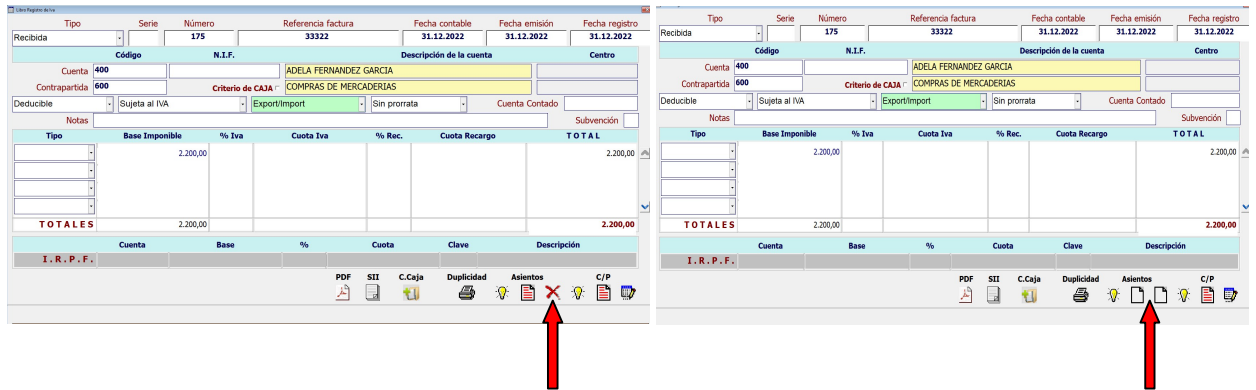 Libro Registro de Iva
Tipo Serie Número Referencia factura Fecha contable Fecha emisión Fecha registro
Recibida 175 33322 31.12.2022 31.12.2022 31.12.2022
Código N.I.F. Descripción de la cuenta Centro
Cuenta 400 ADELA FERNANDEZ GARCIA
Contrapartida 600 Criterio de CAJA COMPRAS DE MERCADERIAS
Deducible Sujeta al IVA Export/Import Sin prorrata Cuenta Contado
Notas Subvención
Tipo Base Imponible % Iva Cuota Iva % Rec. Cuota Recargo TOTAL
2.200,00 2.200,00
TOTALES 2.200,00 2.200,00
Cuenta Base % Cuota Clave Descripción
I.R.P.F.
PDF SII C.Caja Duplicidad Asientos C/P
Tipo Serie Número Referencia factura Fecha contable Fecha emisión Fecha registro
Recibida 175 33322 31.12.2022 31.12.2022 31.12.2022
Código N.I.F. Descripción de la cuenta Centro
Cuenta 400 ADELA FERNANDEZ GARCIA
Contrapartida 600 Criterio de CAJA COMPRAS DE MERCADERIAS
Deducible Sujeta al IVA Export/Import Sin prorrata Cuenta Contado
Notas Subvención
Tipo Base Imponible % Iva Cuota Iva % Rec. Cuota Recargo TOTAL
2.200,00 2.200,00
TOTALES 2.200,00 2.200,00
Cuenta Base % Cuota Clave Descripción
I.R.P.F.
PDF SII C.Caja Duplicidad Asientos C/P